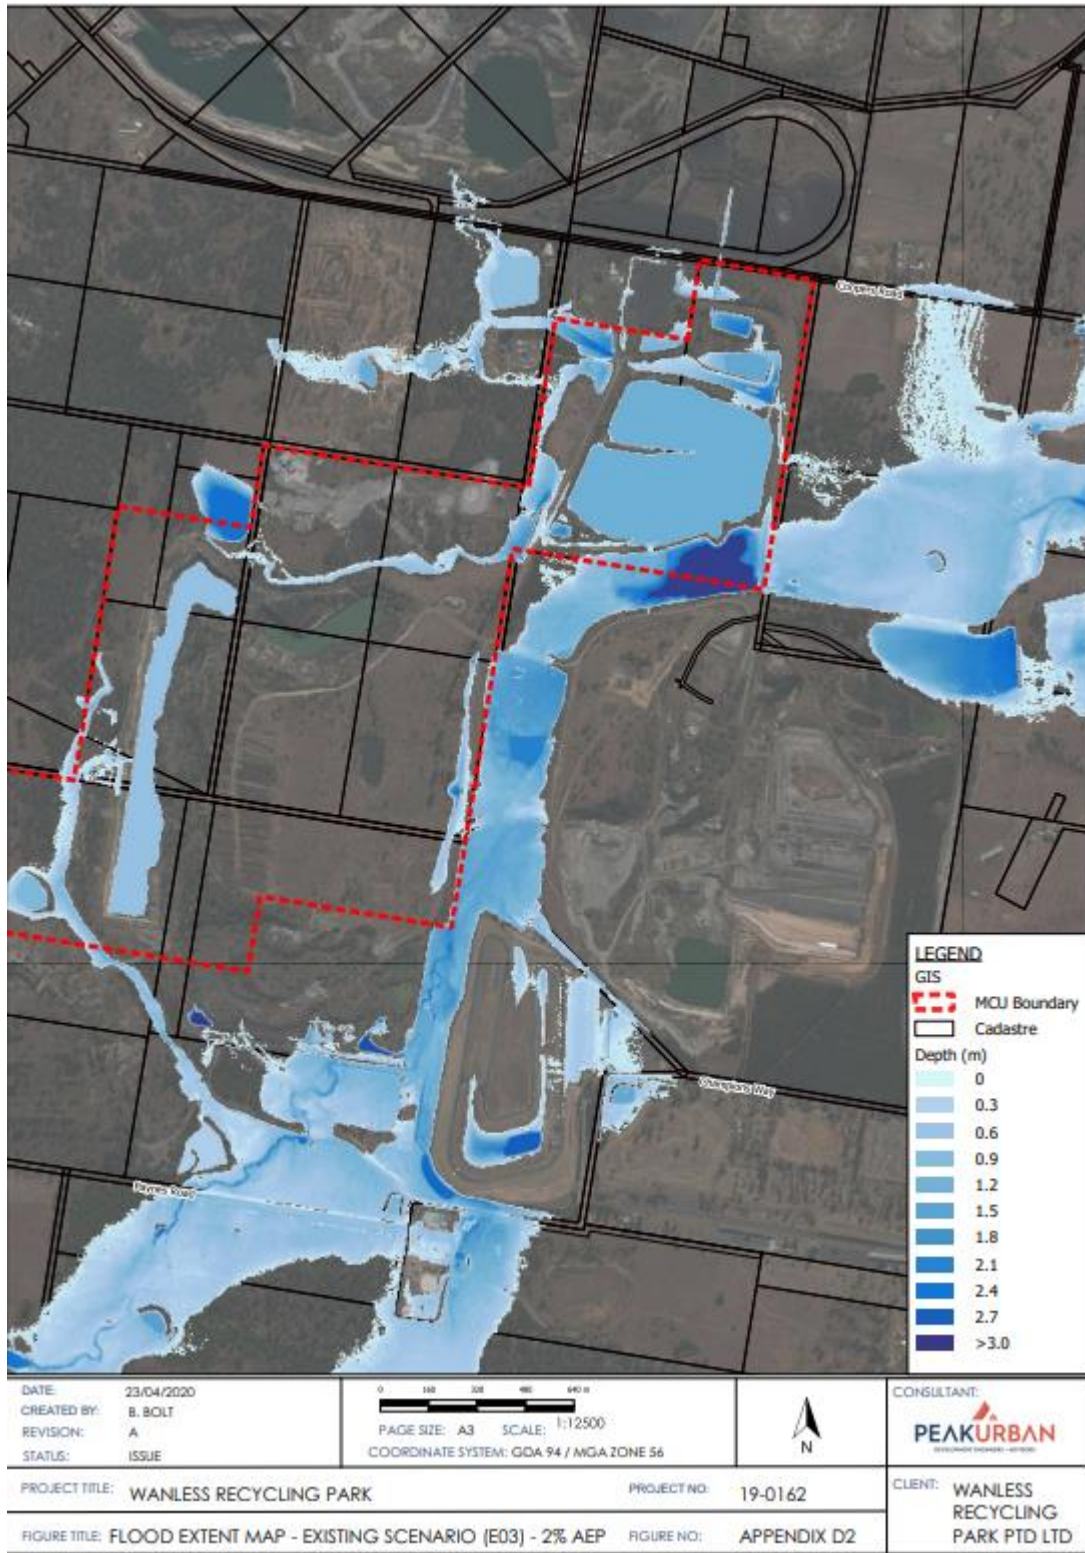 Coopers Road
Champions Way
LEGEND
GIS
MCU Boundary
Cadastre
Depth (m)
0
0.3
0.6
0.9
1.2
1.5
1.8
2.1
2.4
2.7
>3.0
DATE: 23/04/2020
CREATED BY: B. BOLT
REVISION: A
STATUS: ISSUE
0 160 320 480 640 m
PAGE SIZE: A3 SCALE: 1:12500
COORDINATE SYSTEM: GDA 94 / MGA ZONE 56
N
CONSULTANT:
PEAKURBAN
PROJECT TITLE: WANLESS RECYCLING PARK PROJECT NO: 19-0162
FIGURE TITLE: FLOOD EXTENT MAP - EXISTING SCENARIO (E03) - 2% AEP FIGURE NO: APPENDIX D2
CLIENT: WANLESS
RECYCLING
PARK PTD LTD